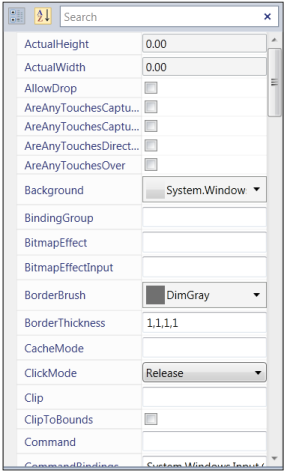 Search
ActualHeight 0.00
ActualWidth 0.00
AllowDrop
AreAnyTouchesCaptu...
AreAnyTouchesCaptu...
AreAnyTouchesDirect...
AreAnyTouchesOver
Background System.Window
BindingGroup
BitmapEffect
BitmapEffectInput
BorderBrush DimGray
BorderThickness 1,1,1,1
CacheMode
ClickMode Release
Clip
ClipToBounds
Command
CommandBindings System.Windows.Input.